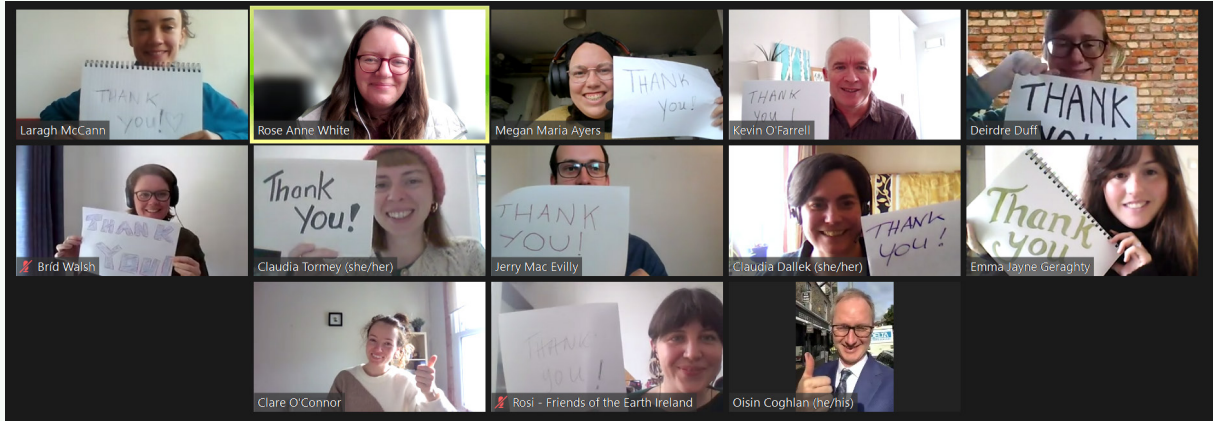 THANK
YOU!♡
Laragh McCann
Rose Anne White
THANK
you!
Megan Maria Ayers
THANK
you!
Kevin O'Farrell
THANK
YOU!
Deirdre Duff
THANK
YOU!
Bríd Walsh
Thank
You!
Claudia Tormey (she/her)
THANK
YOU!
Jerry Mac Evilly
THANK
YOU!
Claudia Dallek (she/her)
Thank
you
Emma Jayne Geraghty
Clare O'Connor
THANK
you!
Rosi - Friends of the Earth Ireland
Oisin Coghlan (he/his)